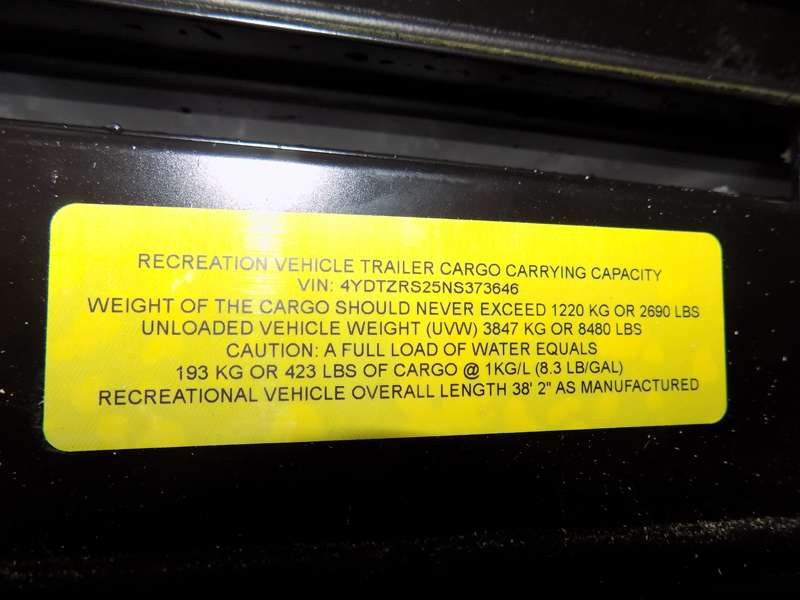 RECREATION VEHICLE TRAILER CARGO CARRYING CAPACITY
VIN: 4YDTZRS25NS373646
WEIGHT OF THE CARGO SHOULD NEVER EXCEED 1220 KG OR 2690 LBS
UNLOADED VEHICLE WEIGHT (UVW) 3847 KG OR 8480 LBS
CAUTION: A FULL LOAD OF WATER EQUALS
193 KG OR 423 LBS OF CARGO @ 1KG/L (8.3 LB/GAL)
RECREATIONAL VEHICLE OVERALL LENGTH 38' 2" AS MANUFACTURED